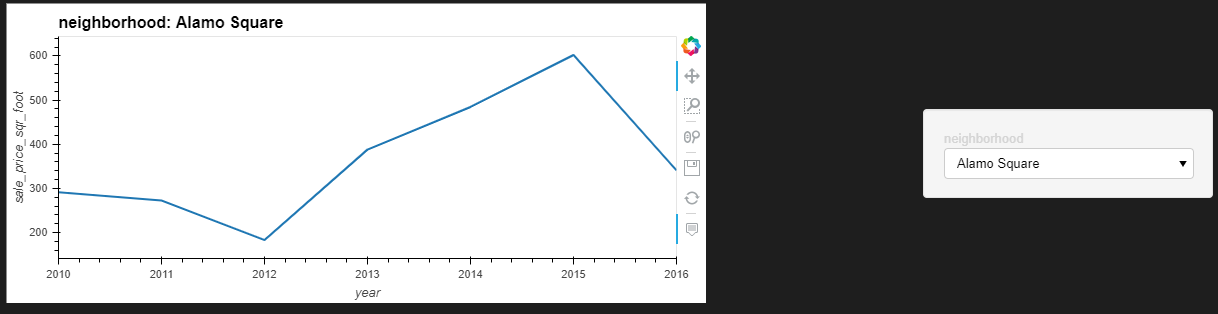 neighborhood: Alamo Square
600
500
400
300
200
sale_price_sqr_foot
2010 2011 2012 2013 2014 2015 2016
year
neighborhood
Alamo Square